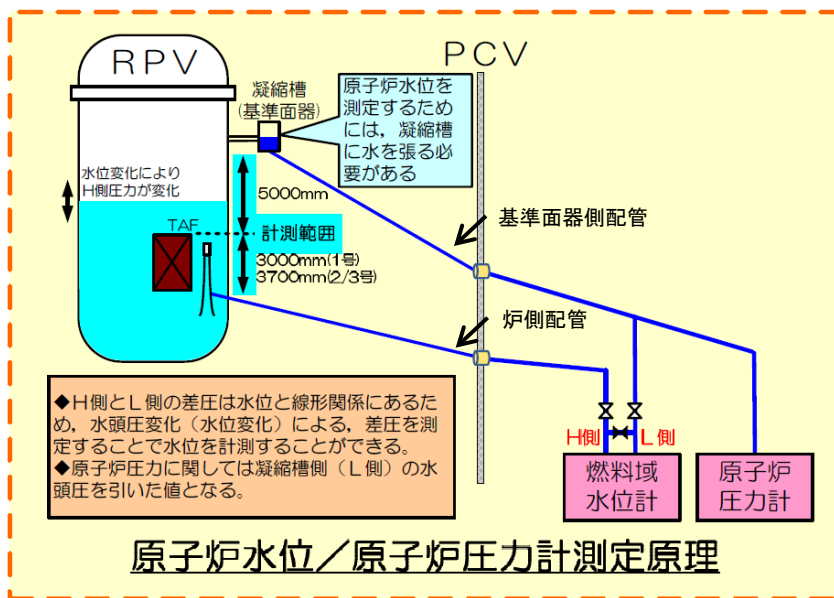 RPV
PCV
凝縮槽
(基準面器)
原子炉水位を
測定するため
には，凝縮槽
に水を張る必
要がある
水位変化により
H側圧力が変化
5000mm
TAF
計測範囲
3000mm(1号)
3700mm(2/3号)
基準面器側配管
炉側配管
◆H側とL側の差圧は水位と線形関係にあるた
め，水頭圧変化（水位変化）による，差圧を測
定することで水位を計測することができる。
◆原子炉圧力に関しては凝縮槽側（L側）の水
頭圧を引いた値となる。
H側
L側
燃料域
水位計
原子炉
圧力計
原子炉水位／原子炉圧力計測定原理